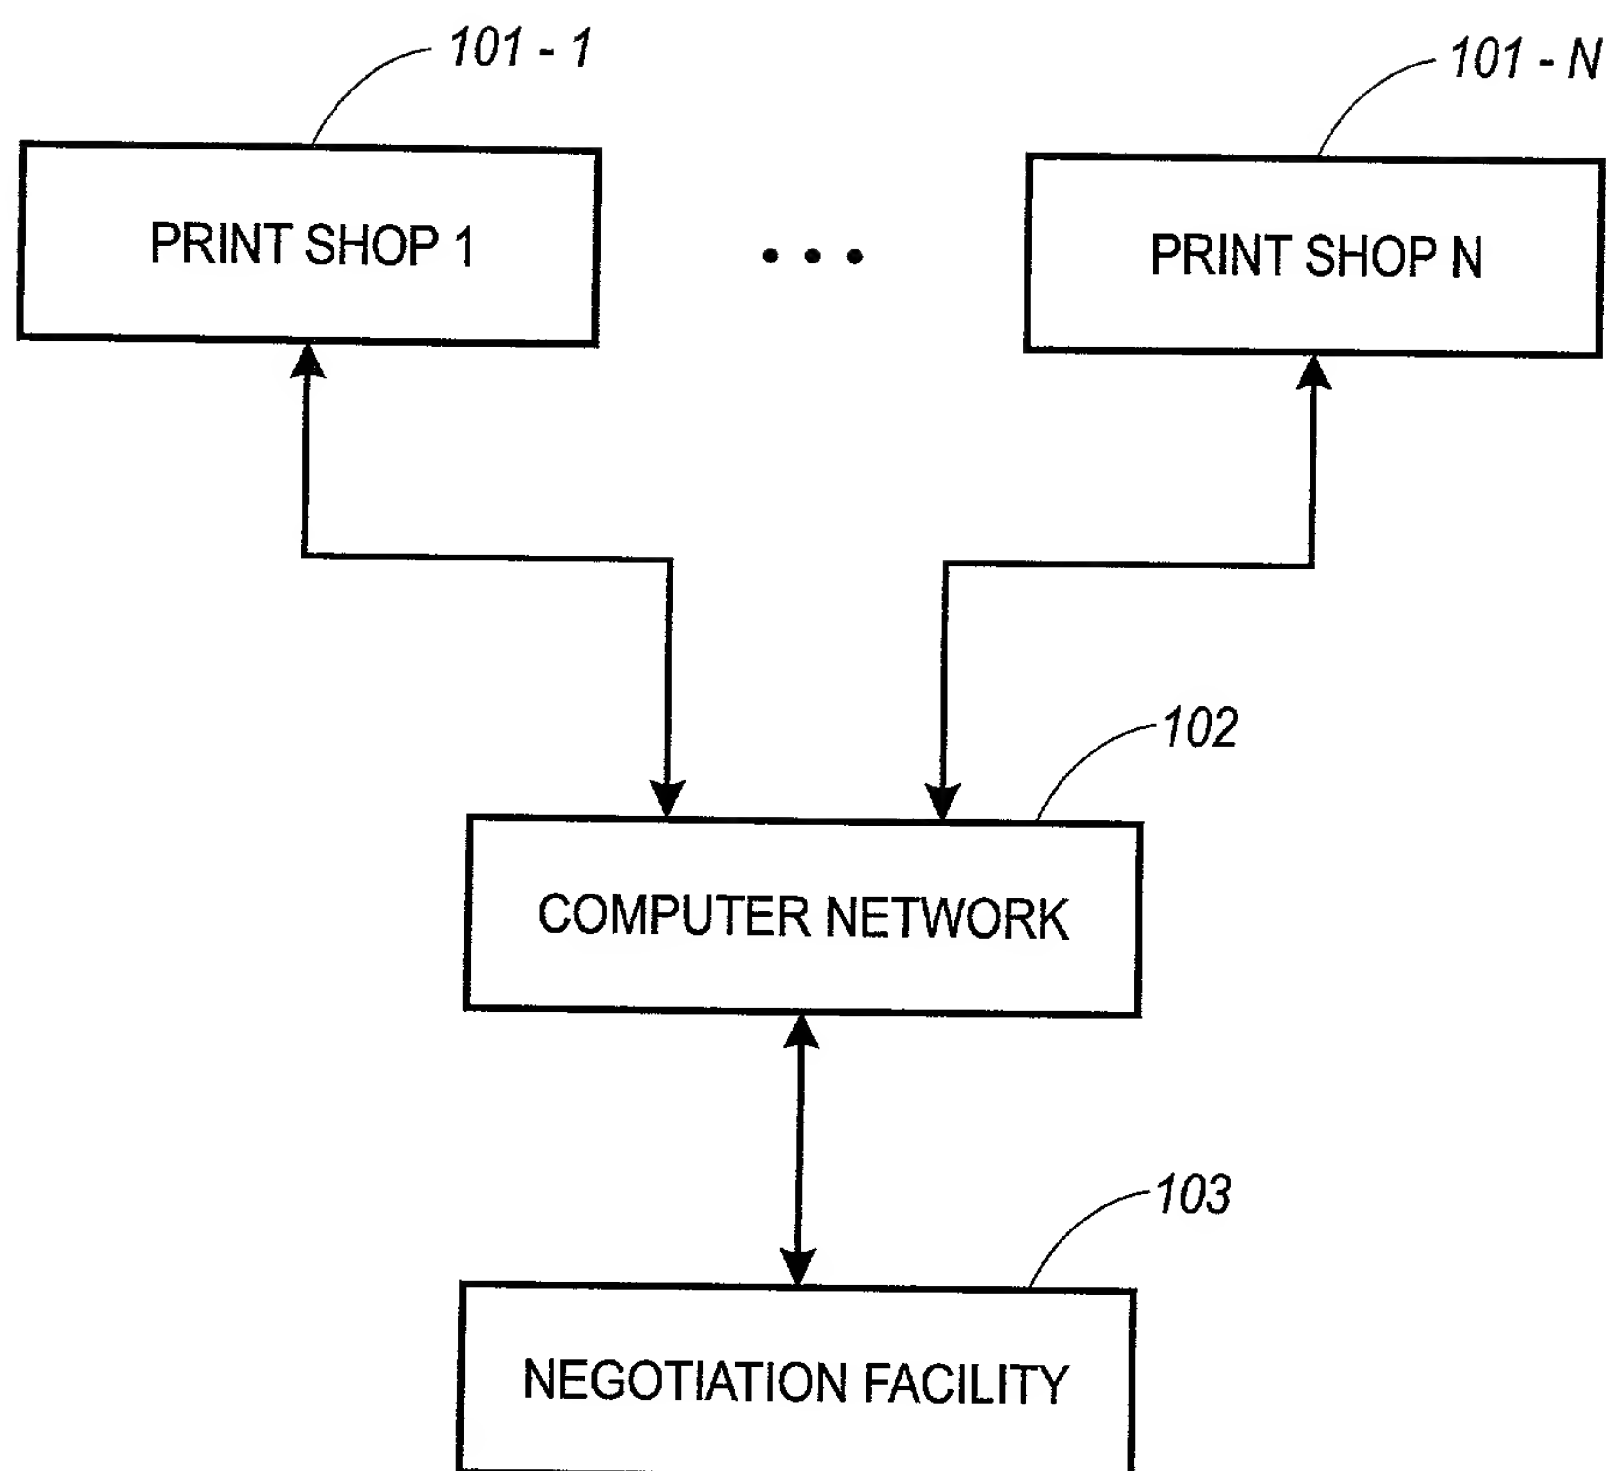 101 - 1
101 - N
PRINT SHOP 1
• • •
PRINT SHOP N
102
COMPUTER NETWORK
103
NEGOTIATION FACILITY